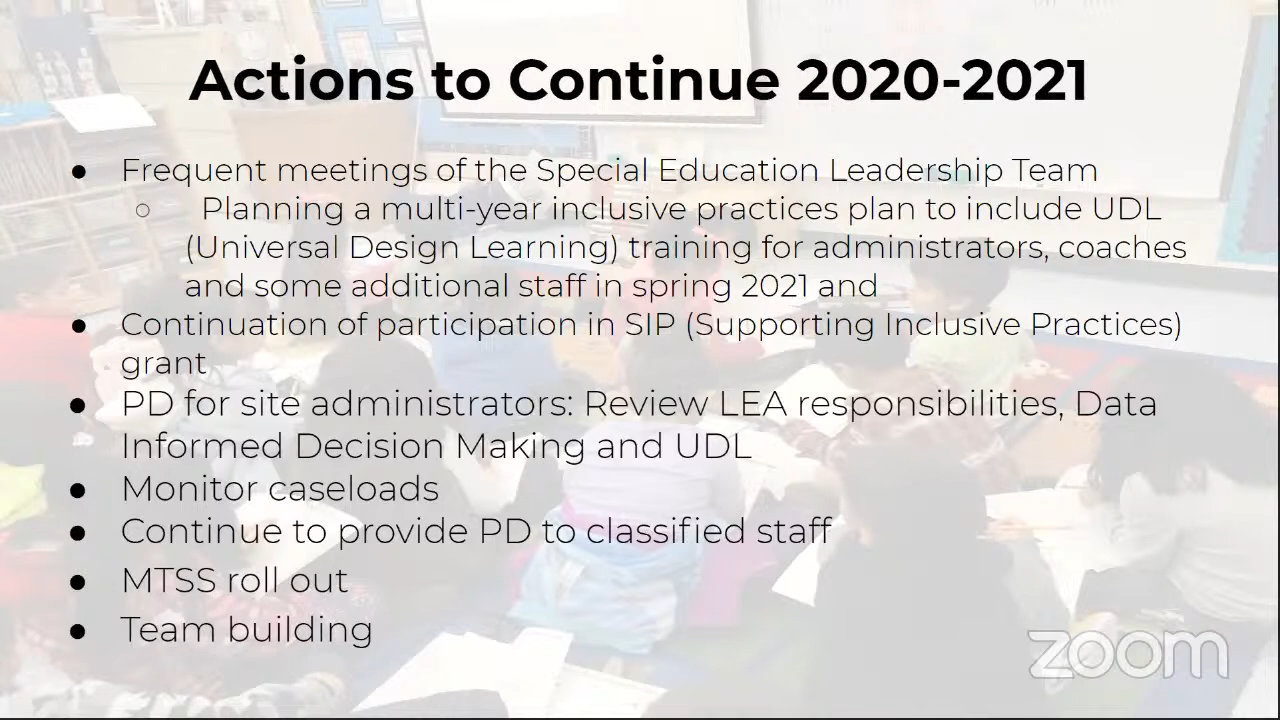 Actions to Continue 2020-2021
● Frequent meetings of the Special Education Leadership Team
○ Planning a multi-year inclusive practices plan to include UDL
(Universal Design Learning) training for administrators, coaches
and some additional staff in spring 2021 and
● Continuation of participation in SIP (Supporting Inclusive Practices)
grant
● PD for site administrators: Review LEA responsibilities, Data
Informed Decision Making and UDL
● Monitor caseloads
● Continue to provide PD to classified staff
● MTSS roll out
● Team building
zoom